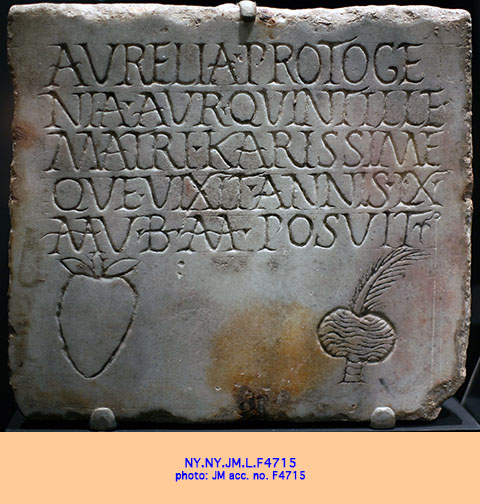 AVRELIA·PROTOGE
NIA·AVR·QVINTILLE
MATRI·KARISSIME
QVE VIXIT·ANNIS·LX·
M·V·B·M·POSVIT
NY.NY.JM.L.F4715
photo: JM acc. no. F4715